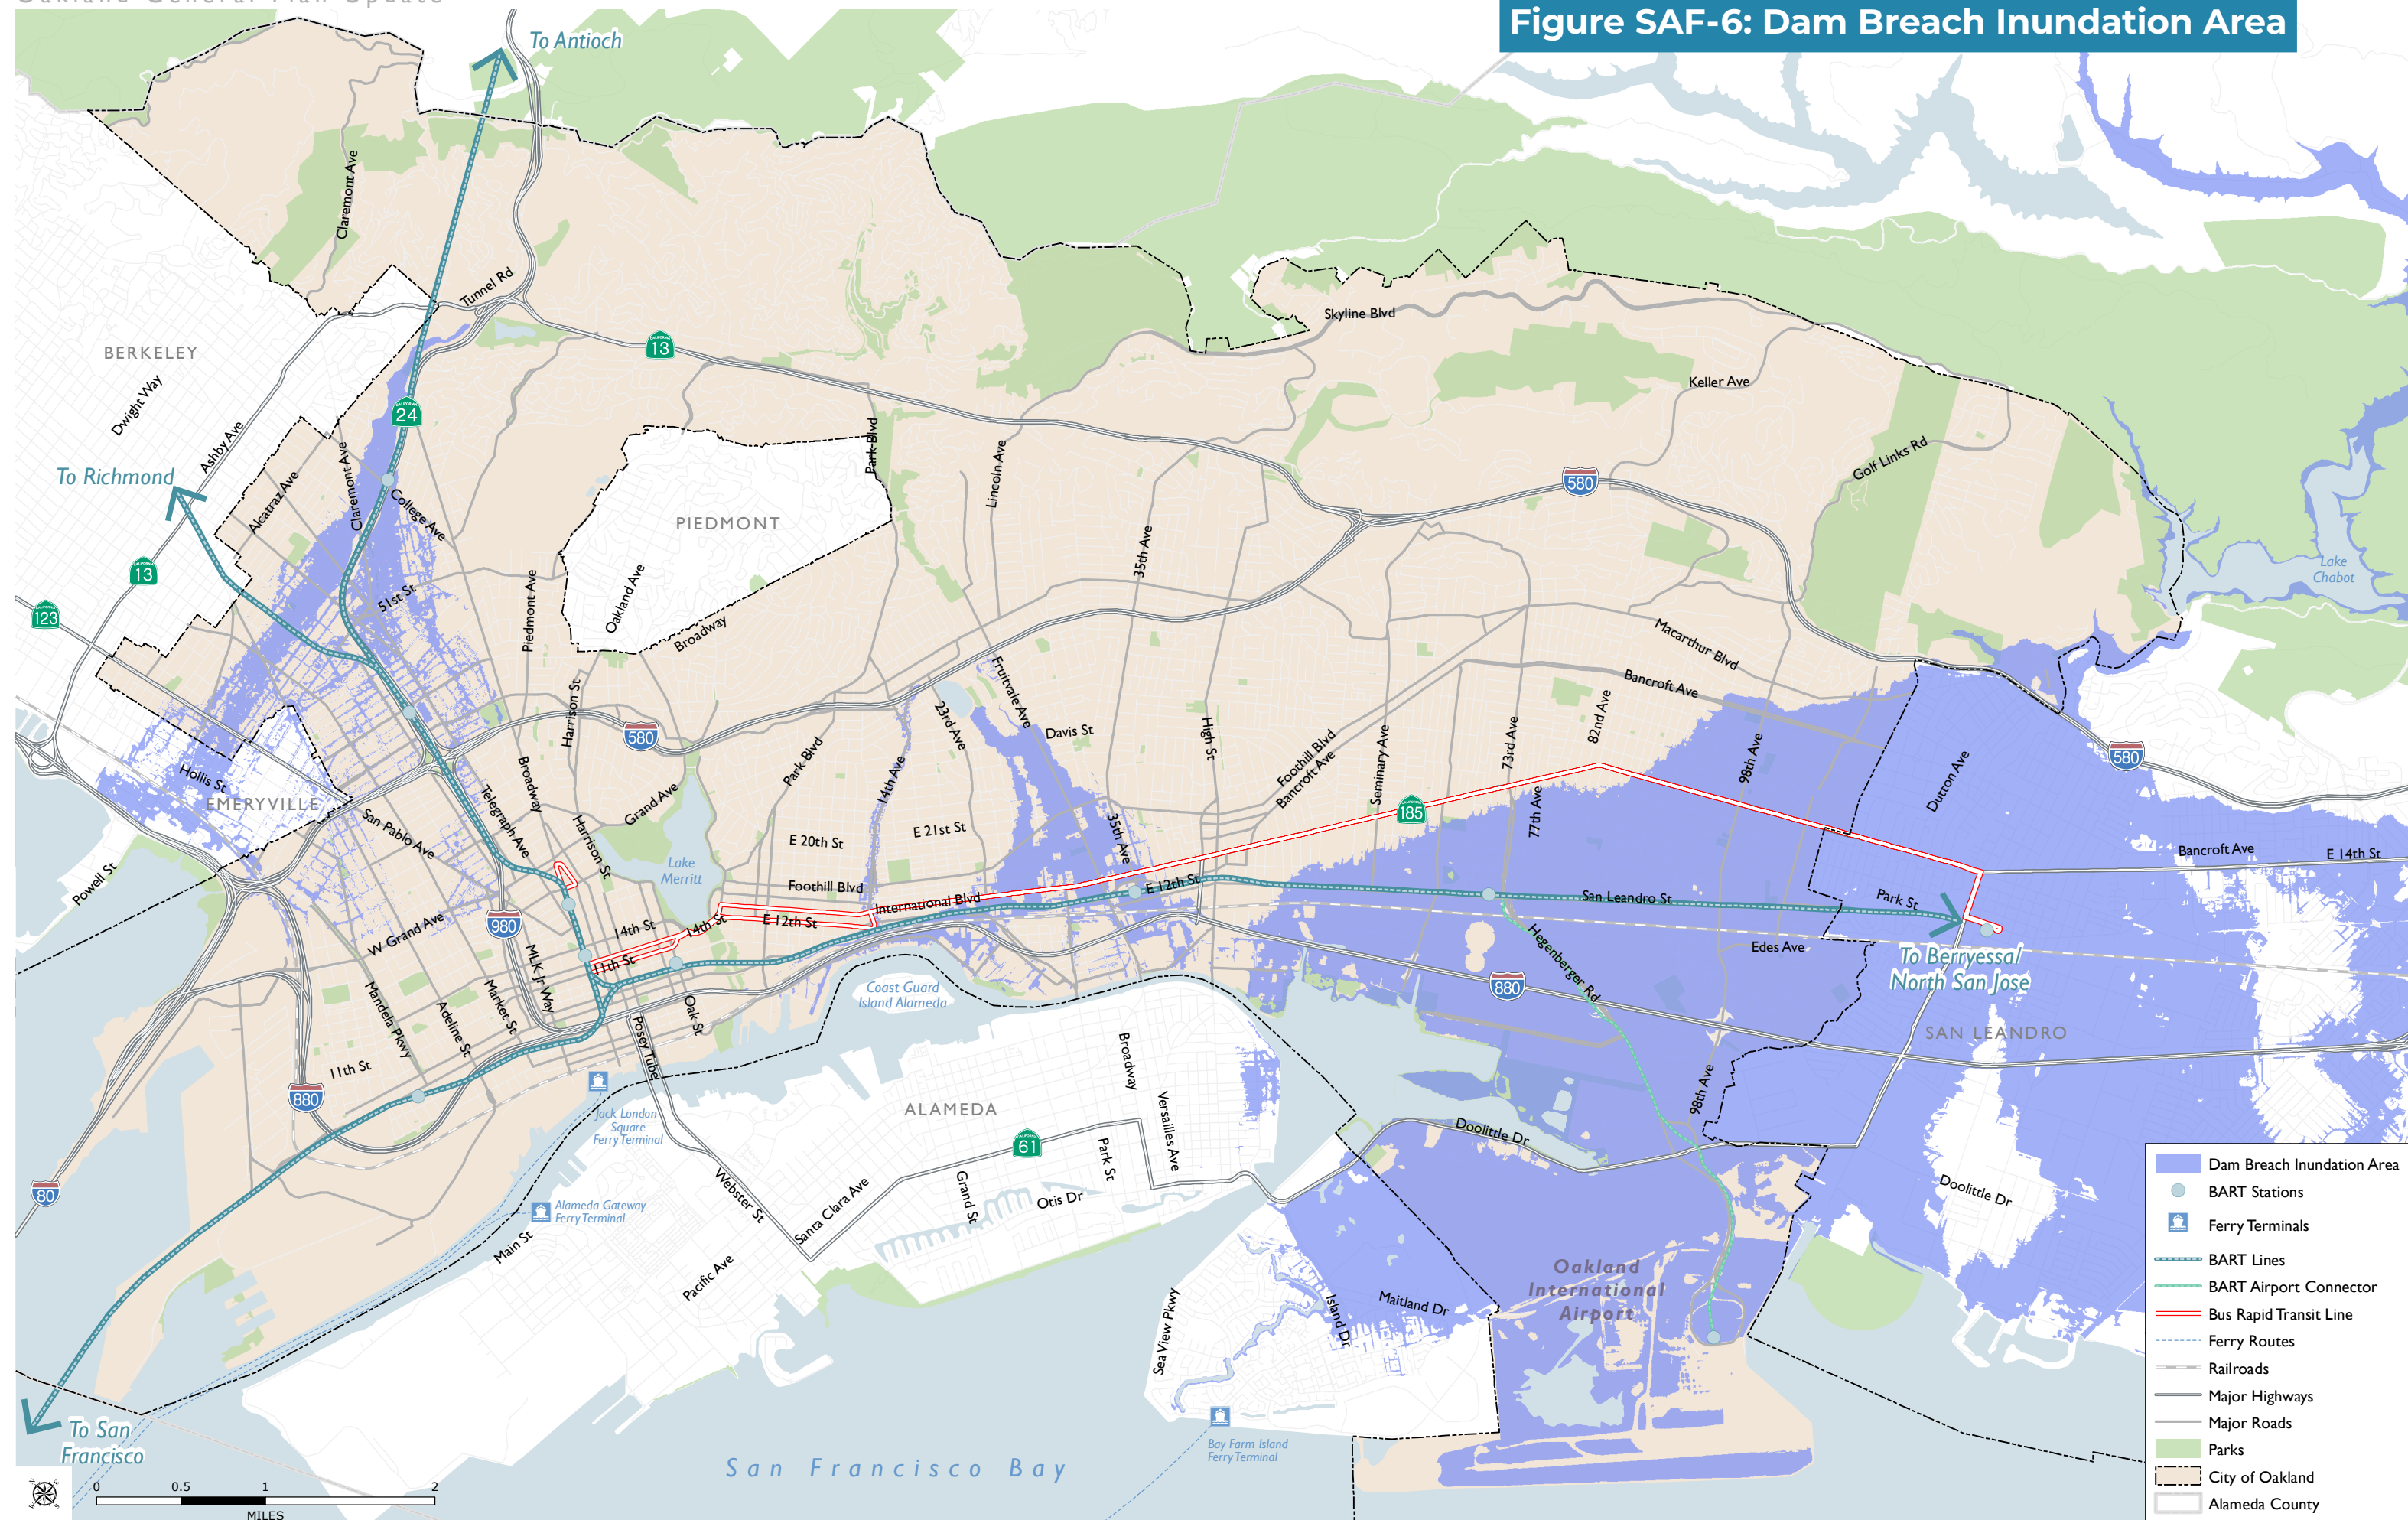 Oakland General Plan Update
Figure SAF-6: Dam Breach Inundation Area
To Antioch
Claremont Ave
Tunnel Rd
Skyline Blvd
13
BERKELEY
Dwight Way
24
Keller Ave
Ashby Ave
Park Blvd
To Richmond
Alcatraz Ave
Claremont Ave
College Ave
Lincoln Ave
580
Golf Links Rd
PIEDMONT
35th Ave
13
Lake
Chabot
123
51st St
Piedmont Ave
Oakland Ave
Broadway
Macarthur Blvd
Bancroft Ave
Fruitvale Ave
Harrison St
580
23rd Ave
Davis St
High St
82nd Ave
73rd Ave
98th Ave
580
Hollis St
EMERYVILLE
Broadway
Park Blvd
14th Ave
Foothill Blvd
Bancroft Ave
Seminary Ave
Dutton Ave
Telegraph Ave
Grand Ave
185
77th Ave
San Pablo Ave
Harrison St
E 20th St
E 21st St
35th Ave
Bancroft Ave
E 14th St
Powell St
Lake
Merritt
Foothill Blvd
E 12th St
San Leandro St
Park St
International Blvd
E 12th St
W Grand Ave
980
14th St
14th St
11th St
MLK Jr Way
Hegenberger Rd
Edes Ave
To Berryessa/
North San Jose
880
Coast Guard
Island Alameda
Mandela Pkwy
Adeline St
Market St
Oak St
Posey Tube
SAN LEANDRO
11th St
880
Broadway
98th Ave
Jack London
Square
Ferry Terminal
ALAMEDA
61
Versailles Ave
Doolittle Dr
Park St
80
Webster St
Santa Clara Ave
Grand St
Otis Dr
Doolittle Dr
Alameda Gateway
Ferry Terminal
Main St
Pacific Ave
Sea View Pkwy
Island Dr
Maitland Dr
Oakland
International
Airport
To San
Francisco
San Francisco Bay
Bay Farm Island
Ferry Terminal
0 0.5 1 2
MILES
Dam Breach Inundation Area
BART Stations
Ferry Terminals
BART Lines
BART Airport Connector
Bus Rapid Transit Line
Ferry Routes
Railroads
Major Highways
Major Roads
Parks
City of Oakland
Alameda County